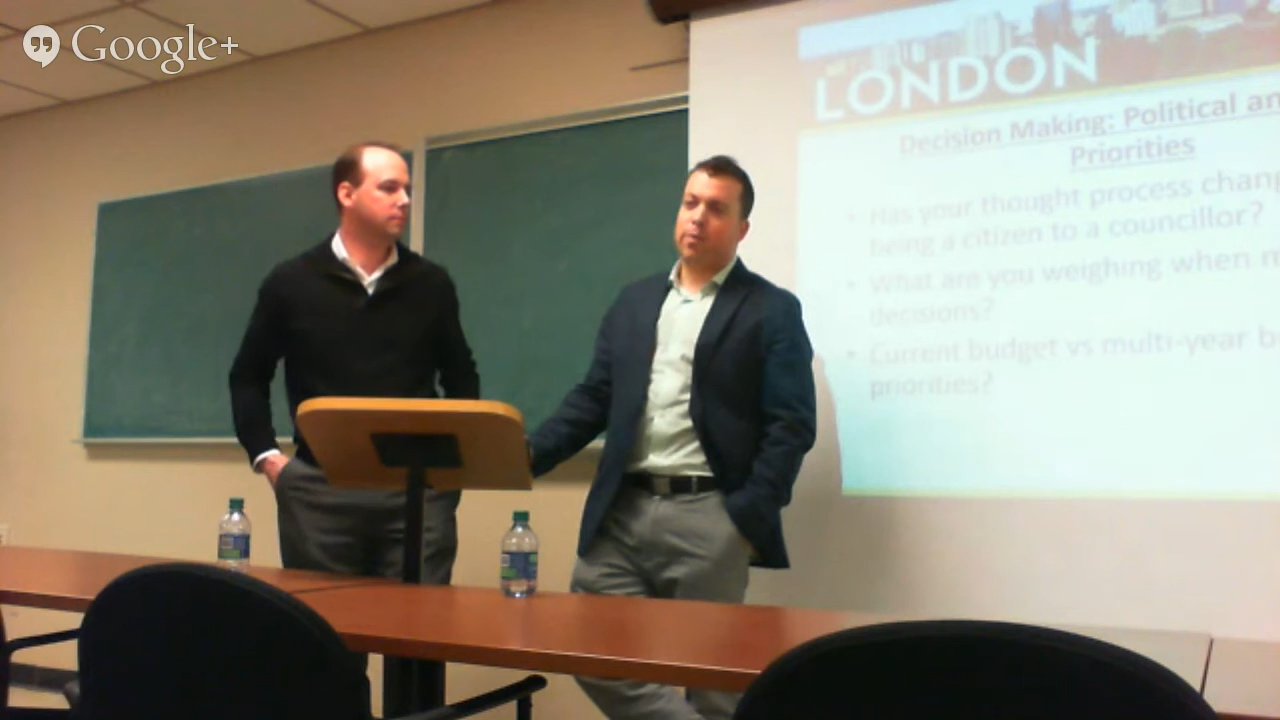 Google+
LONDON
Decision Making: Political an
Priorities
• Has your thought process chang
being a citizen to a councillor?
• What are you weighing when m
decisions?
• Current budget vs multi-year b
priorities?